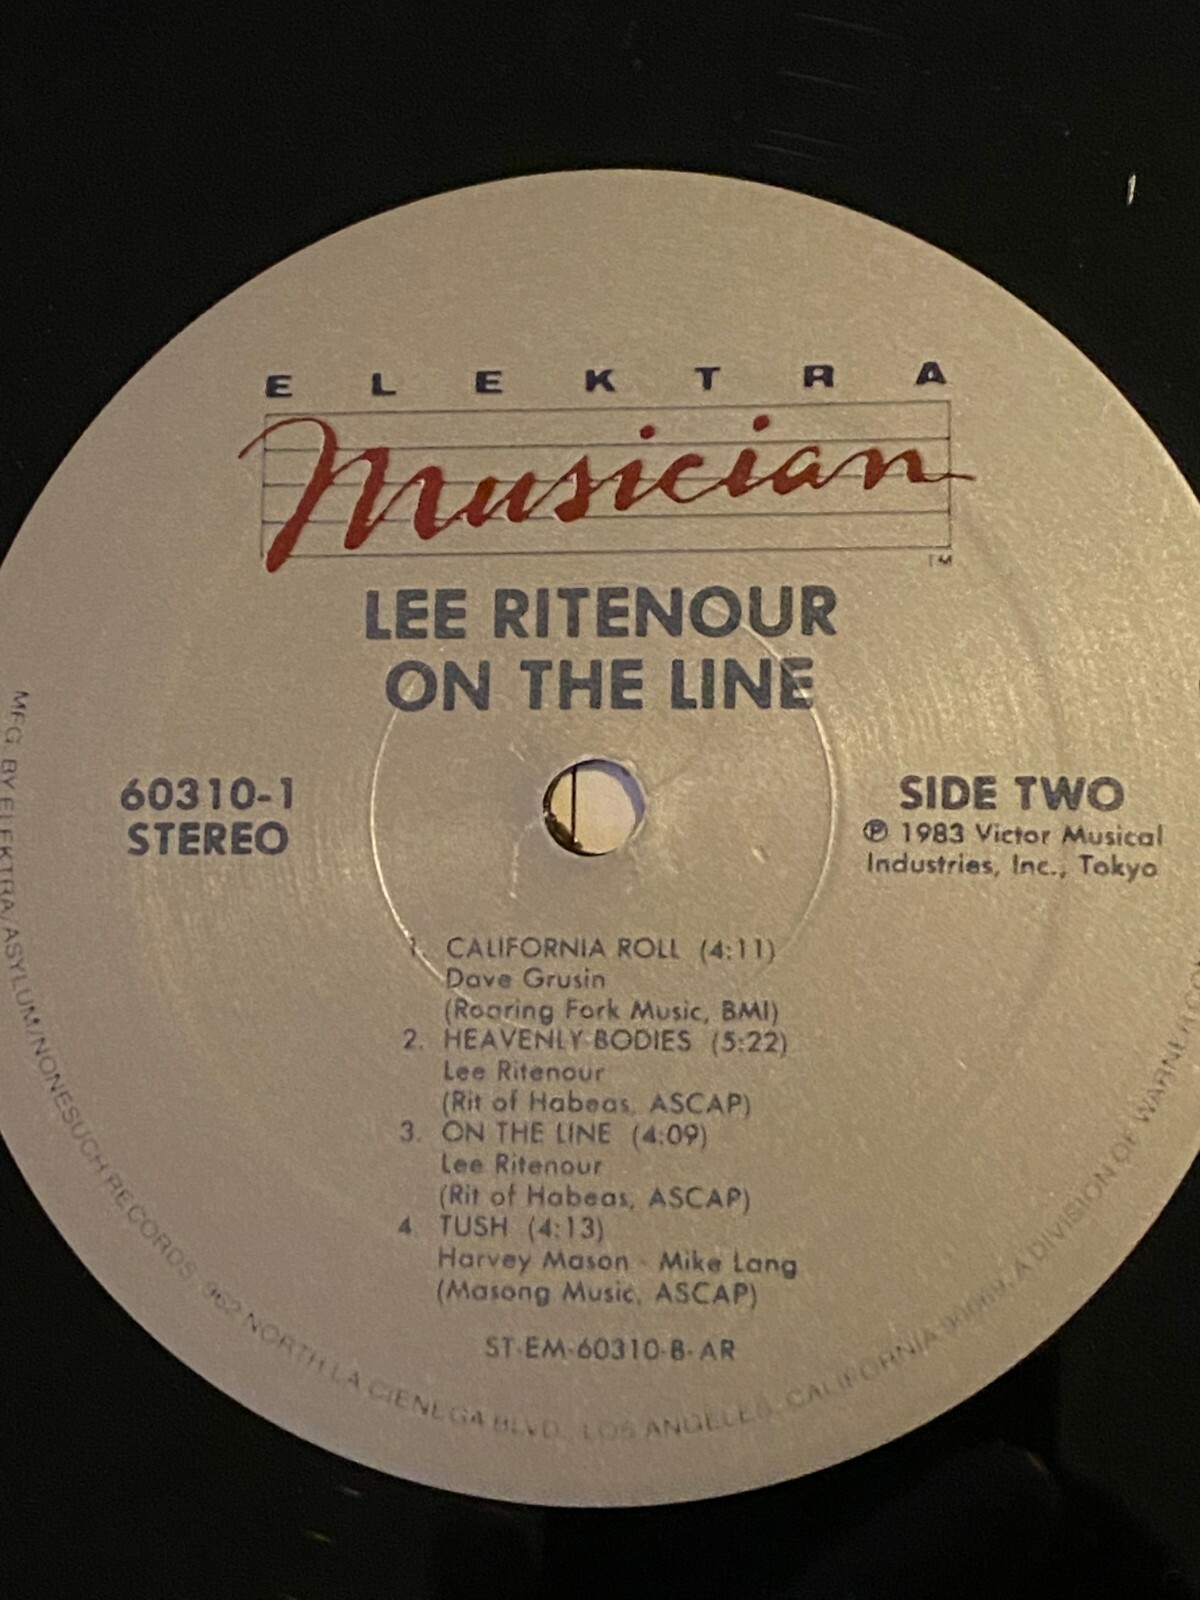 ELEKTRA
Musician
TM
LEE RITENOUR
ON THE LINE
60310-1
STEREO
SIDE TWO
℗ 1983 Victor Musical
Industries, Inc., Tokyo
1. CALIFORNIA ROLL (4:11)
Dave Grusin
(Roaring Fork Music, BMI)
2. HEAVENLY BODIES (5:22)
Lee Ritenour
(Rit of Habeas, ASCAP)
3. ON THE LINE (4:09)
Lee Ritenour
(Rit of Habeas, ASCAP)
4. TUSH (4:13)
Harvey Mason - Mike Lang
(Masong Music, ASCAP)
ST-EM-60310-B-AR
MFG. BY ELEKTRA/ASYLUM/NONESUCH RECORDS, 962 NORTH LA CIENEGA BLVD., LOS ANGELES, CALIFORNIA 90069, A DIVISION OF WARNER